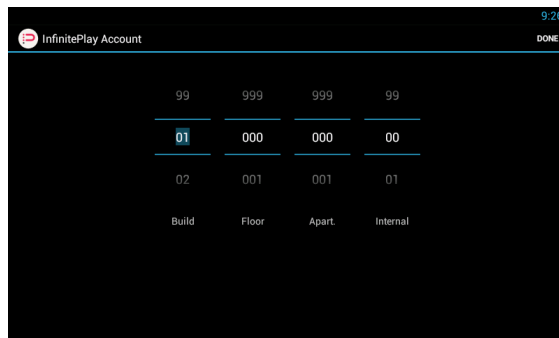 9:26
InfinitePlay Account
DONE
99 999 999 99
01 000 000 00
02 001 001 01
Build Floor Apart. Internal